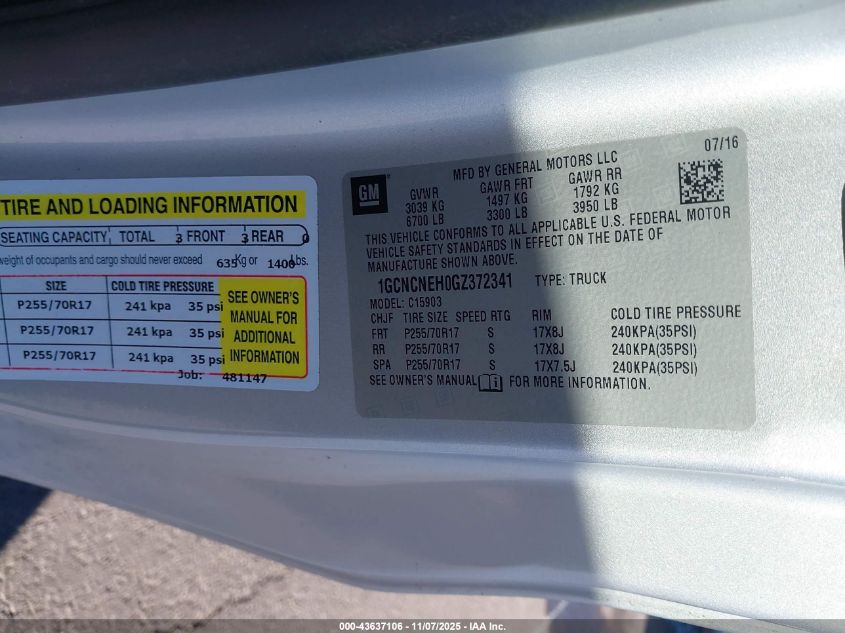 TIRE AND LOADING INFORMATION
SEATING CAPACITY TOTAL 3 FRONT 3 REAR 0
weight of occupants and cargo should never exceed 635 Kg or 1400 lbs.
SIZE COLD TIRE PRESSURE
P255/70R17 241 kpa 35 psi
P255/70R17 241 kpa 35 psi
P255/70R17 241 kpa 35 psi
SEE OWNER'S
MANUAL FOR
ADDITIONAL
INFORMATION
Job: 481147
07/16
GM
MFD BY GENERAL MOTORS LLC
GVWR GAWR FRT GAWR RR
3039 KG 1497 KG 1792 KG
6700 LB 3300 LB 3950 LB
THIS VEHICLE CONFORMS TO ALL APPLICABLE U.S. FEDERAL MOTOR
VEHICLE SAFETY STANDARDS IN EFFECT ON THE DATE OF
MANUFACTURE SHOWN ABOVE.
1GCNCNEH0GZ372341 TYPE: TRUCK
MODEL: C15903
CHJF TIRE SIZE SPEED RTG RIM COLD TIRE PRESSURE
FRT P255/70R17 S 17X8J 240KPA(35PSI)
RR P255/70R17 S 17X8J 240KPA(35PSI)
SPA P255/70R17 S 17X7.5J 240KPA(35PSI)
SEE OWNER'S MANUAL FOR MORE INFORMATION.
000-43637106 - 11/07/2025 - IAA Inc.